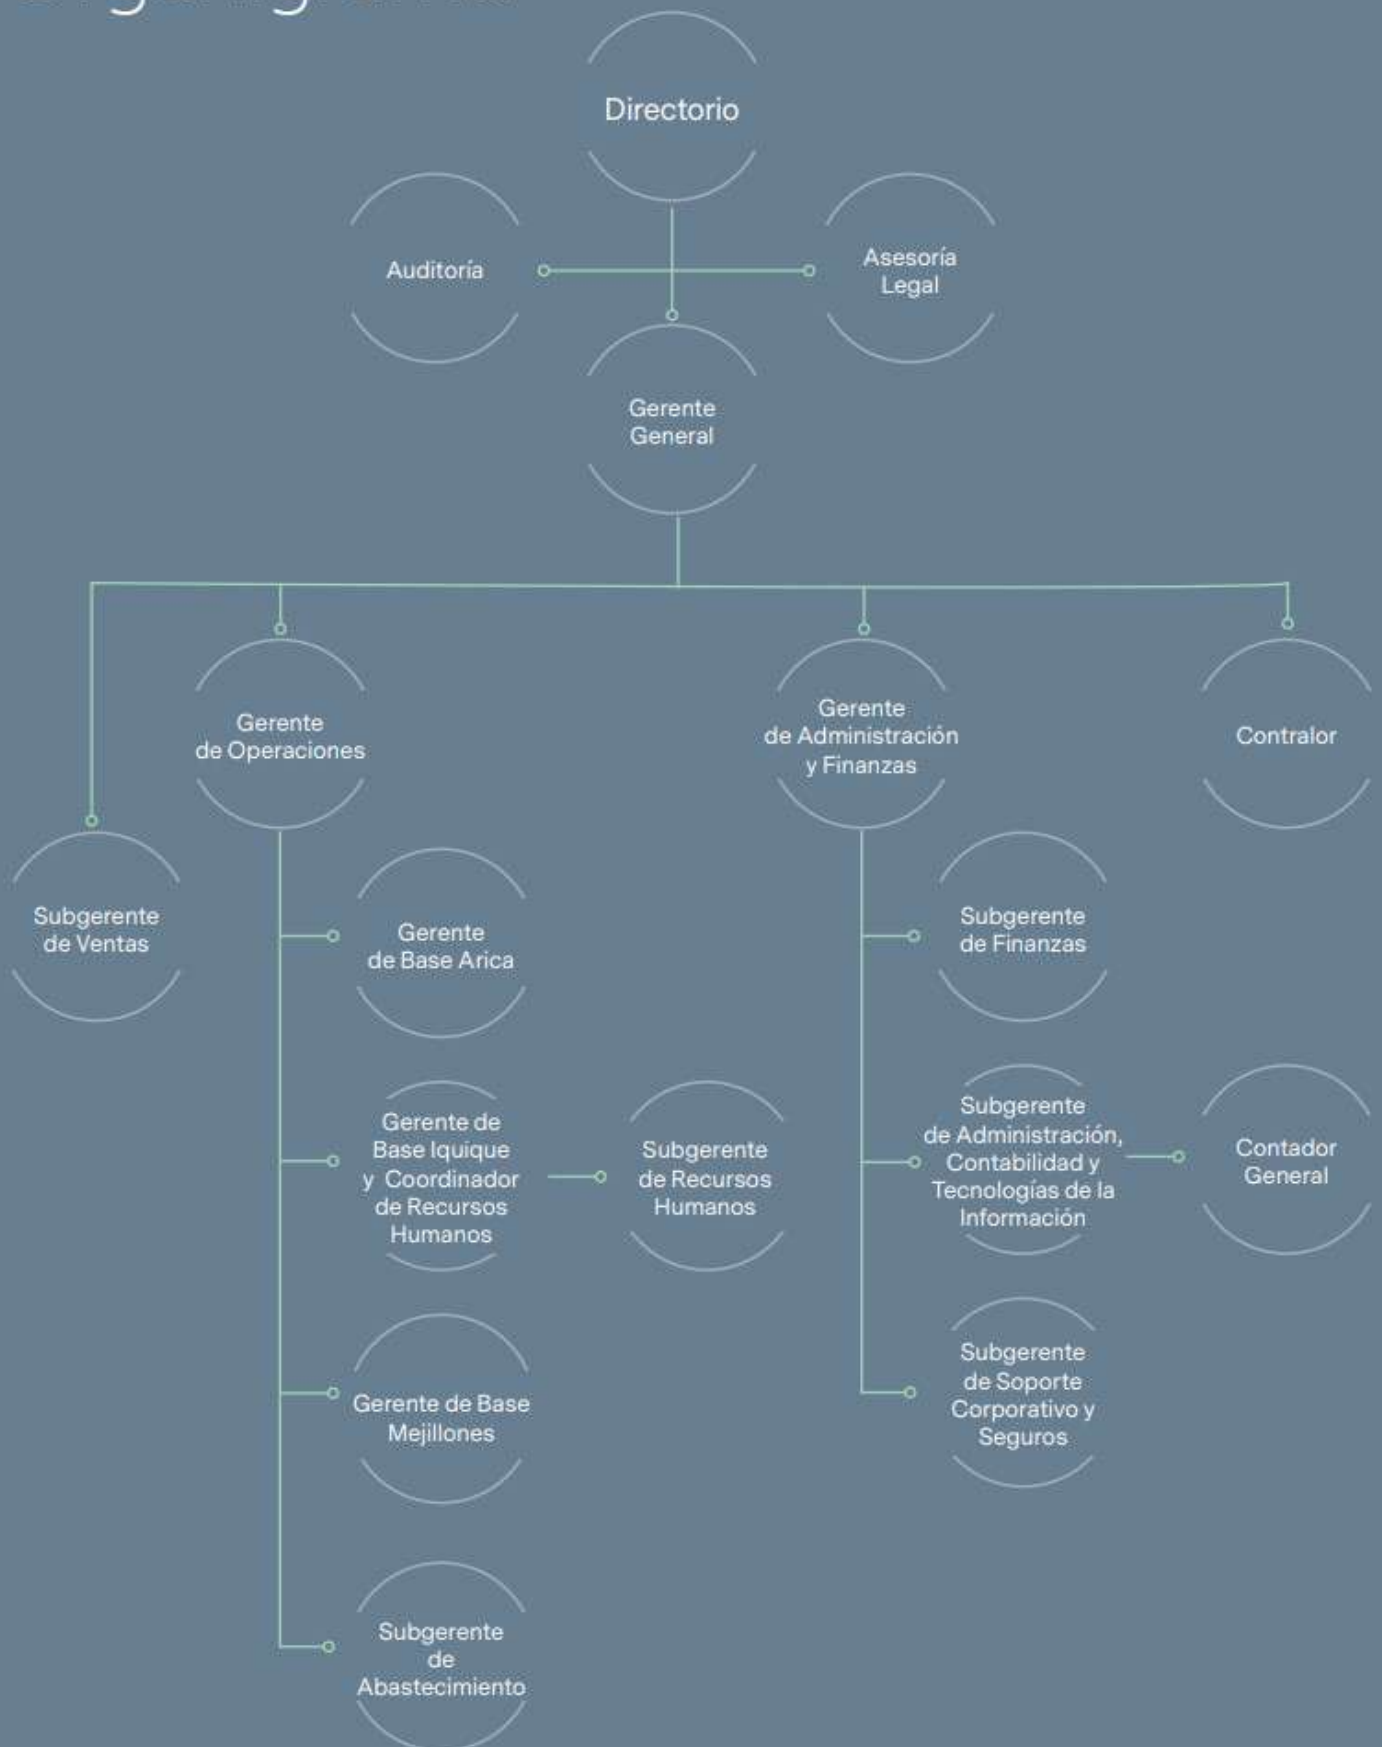 Directorio
Auditoría
Asesoría
Legal
Gerente
General
Gerente
de Operaciones
Gerente
de Administración
y Finanzas
Contralor
Subgerente
de Ventas
Gerente
de Base Arica
Subgerente
de Finanzas
Gerente de
Base Iquique
y Coordinador
de Recursos
Humanos
Subgerente
de Recursos
Humanos
Subgerente
de Administración,
Contabilidad y
Tecnologías de la
Información
Contador
General
Gerente de Base
Mejillones
Subgerente
de Soporte
Corporativo y
Seguros
Subgerente
de
Abastecimiento